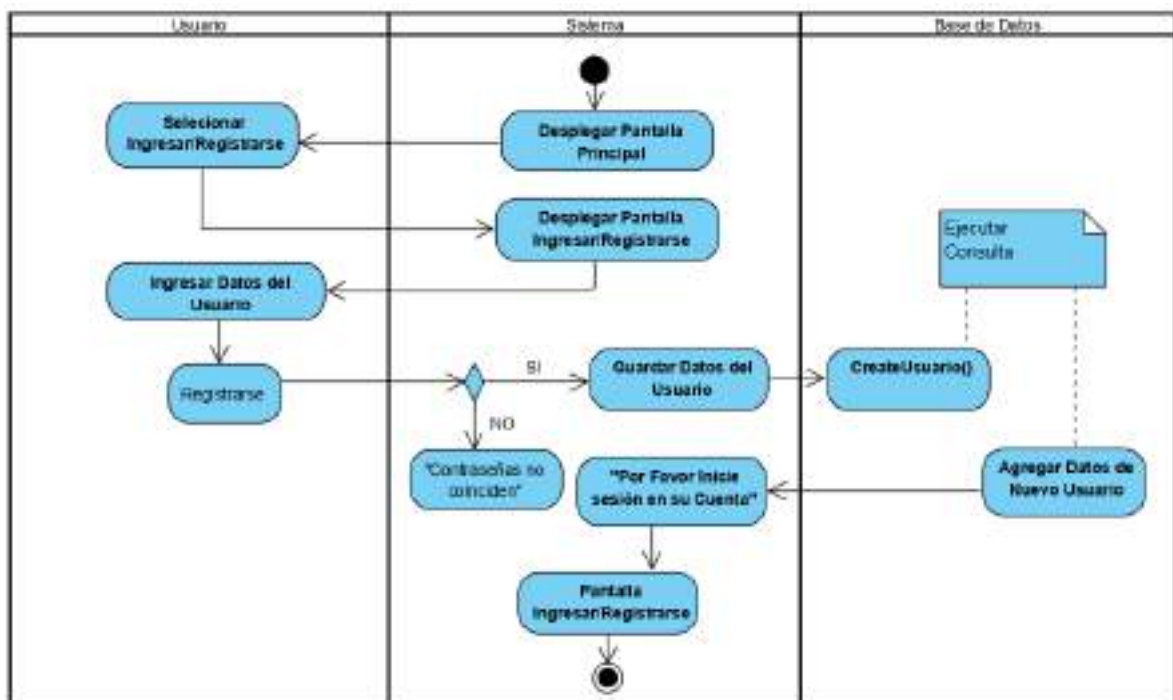 Usuario
Sistema
Base de Datos
Selecionar
Ingresar/Registrarse
Desplegar Pantalla
Principal
Desplegar Pantalla
Ingresar/Registrarse
Ejecutar
Consulta
Ingresar Datos del
Usuario
Registrarse
SI
Guardar Datos del
Usuario
CreateUsuario()
NO
"Contraseñas no
coinciden"
"Por Favor Inicie
sesión en su Cuenta"
Agregar Datos de
Nuevo Usuario
Pantalla
Ingresar/Registrarse